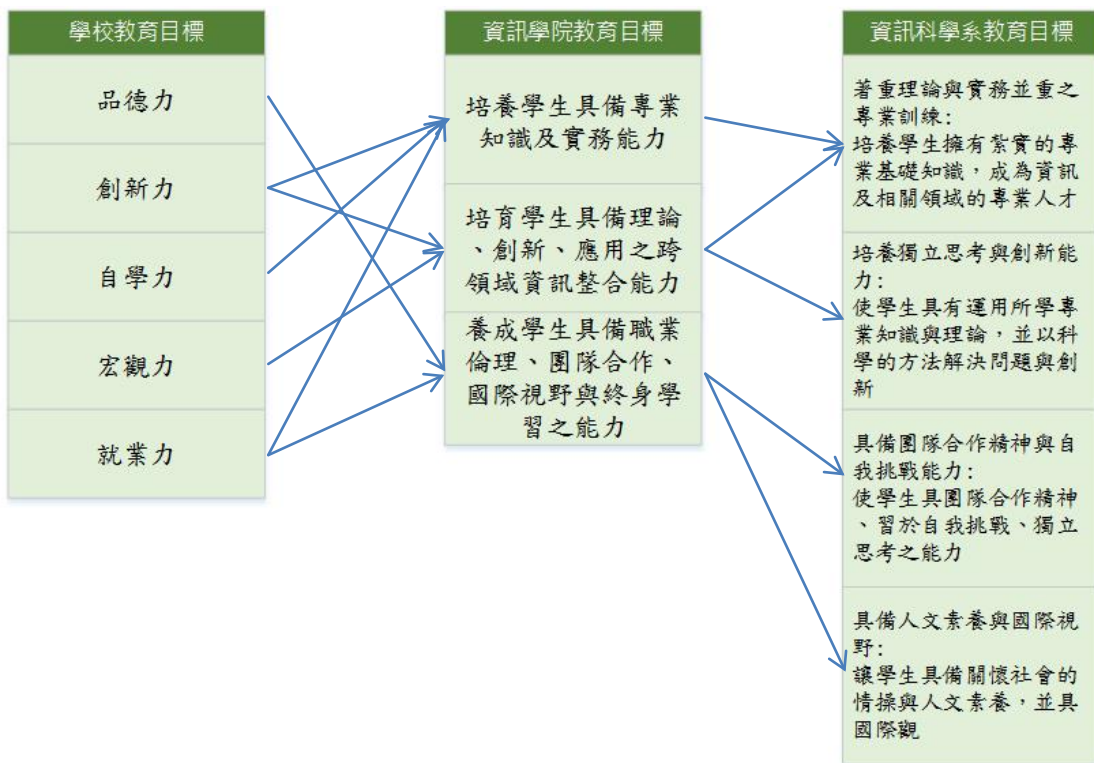 學校教育目標
品德力
創新力
自學力
宏觀力
就業力
資訊學院教育目標
培養學生具備專業
知識及實務能力
培育學生具備理論
、創新、應用之跨
領域資訊整合能力
養成學生具備職業
倫理、團隊合作、
國際視野與終身學
習之能力
資訊科學系教育目標
著重理論與實務並重之
專業訓練:
培養學生擁有紮實的專
業基礎知識，成為資訊
及相關領域的專業人才
培養獨立思考與創新能
力:
使學生具有運用所學專
業知識與理論，並以科
學的方法解決問題與創
新
具備團隊合作精神與自
我挑戰能力:
使學生具團隊合作精神
、習於自我挑戰、獨立
思考之能力
具備人文素養與國際視
野:
讓學生具備關懷社會的
情操與人文素養，並具
國際觀